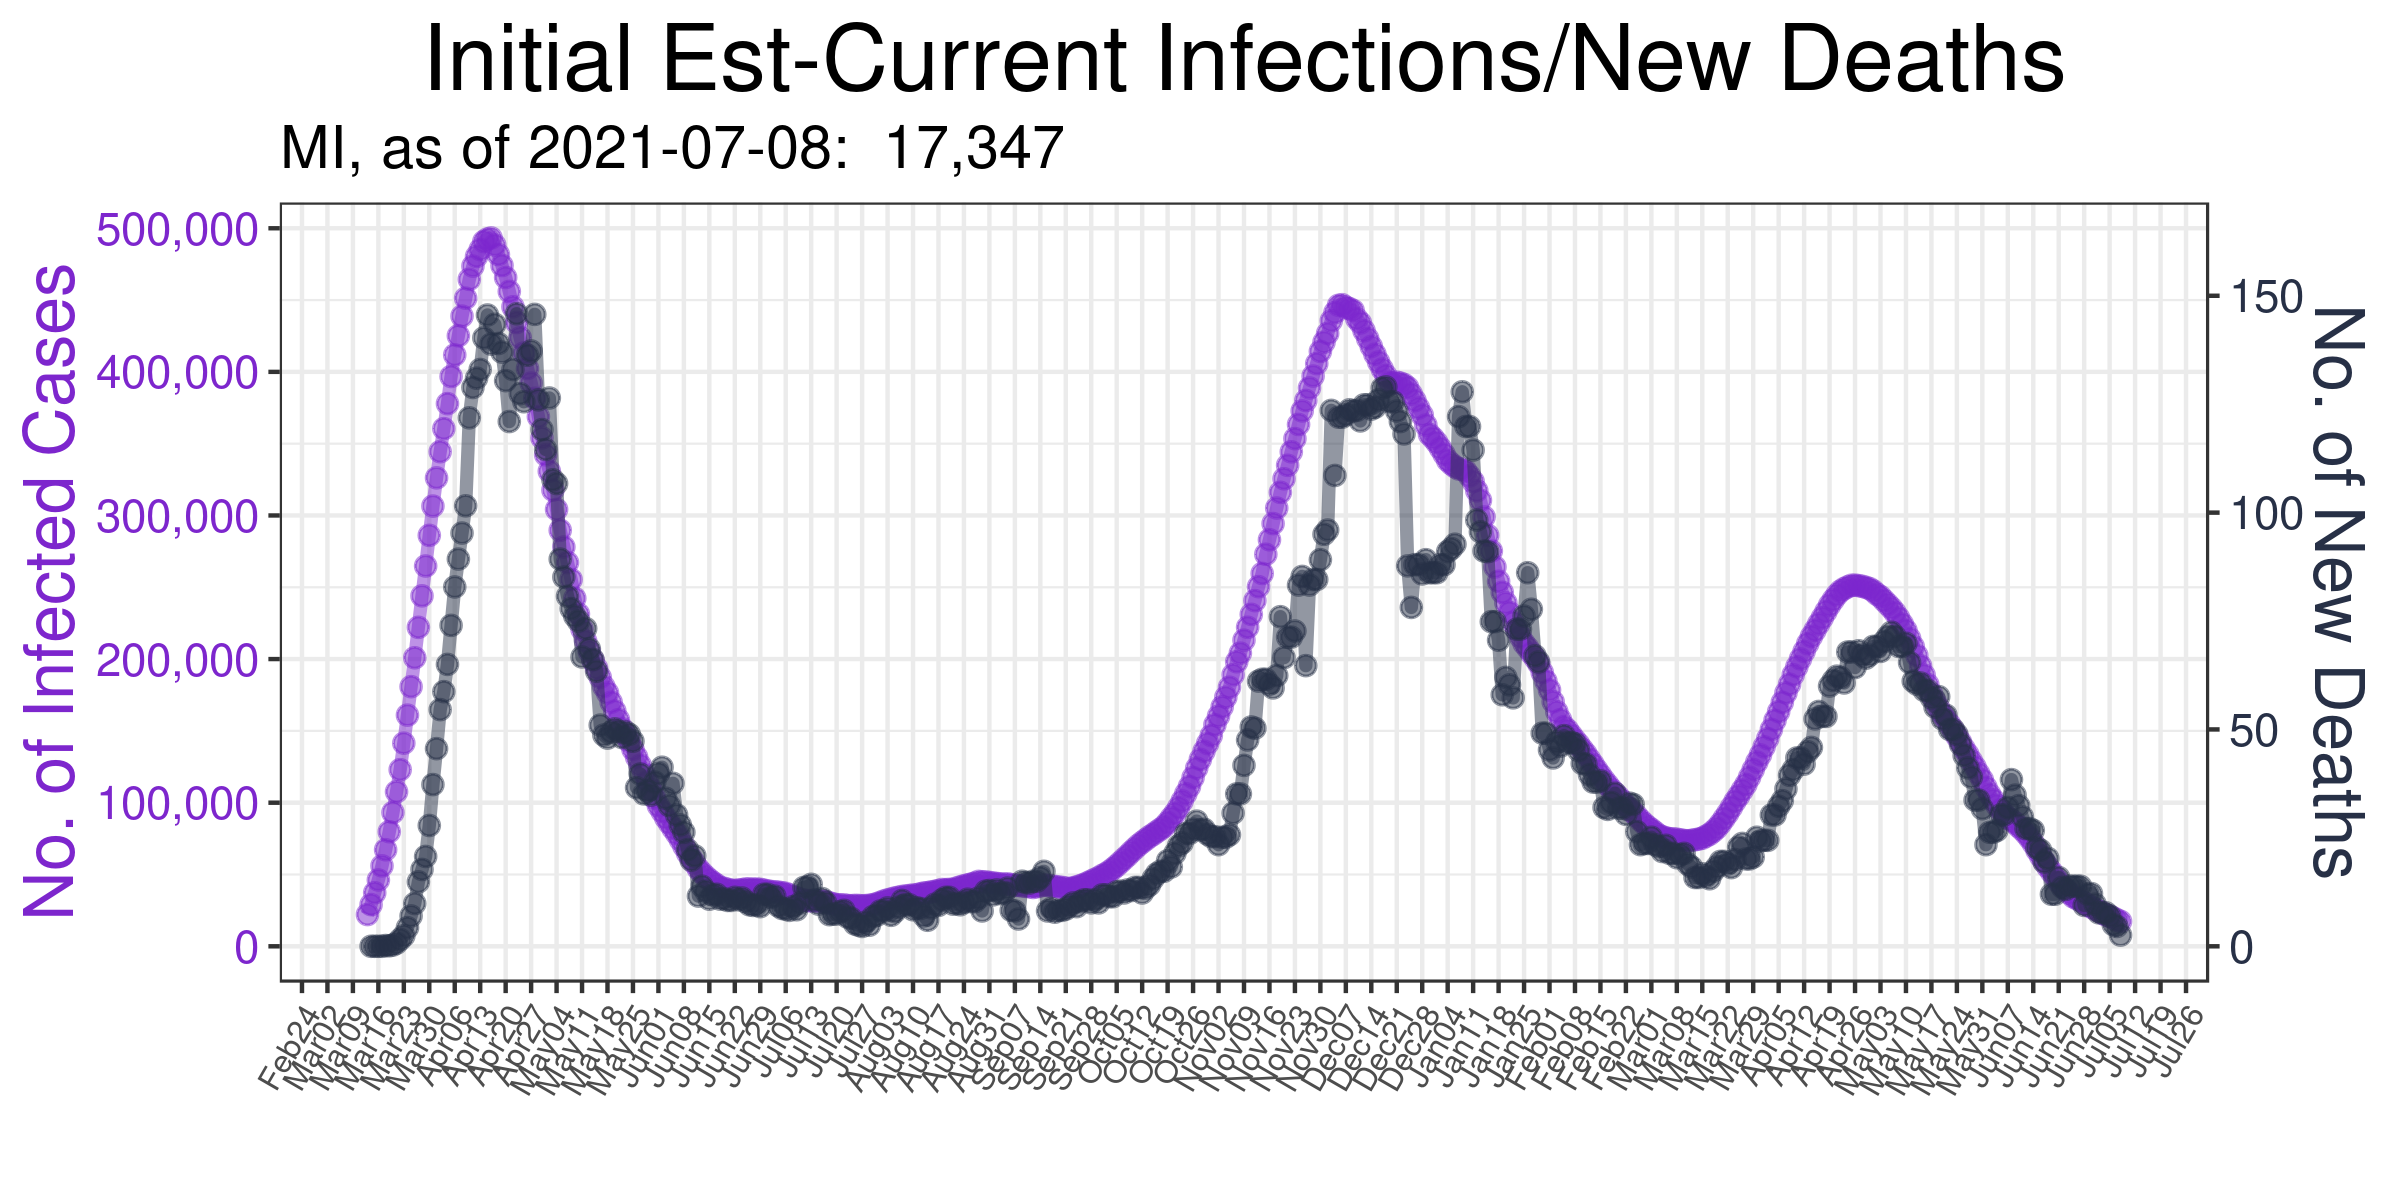 Initial Est-Current Infections/New Deaths
MI, as of 2021-07-08:  17,347
No. of Infected Cases
500,000
400,000
300,000
200,000
100,000
0
150
100
50
0
No. of New Deaths
Feb24
Mar02
Mar09
Mar16
Mar23
Mar30
Apr06
Apr13
Apr20
Apr27
May04
May11
May18
May25
Jun01
Jun08
Jun15
Jun22
Jun29
Jul06
Jul13
Jul20
Jul27
Aug03
Aug10
Aug17
Aug24
Aug31
Sep07
Sep14
Sep21
Sep28
Oct05
Oct12
Oct19
Oct26
Nov02
Nov09
Nov16
Nov23
Nov30
Dec07
Dec14
Dec21
Dec28
Jan04
Jan11
Jan18
Jan25
Feb01
Feb08
Feb15
Feb22
Mar01
Mar08
Mar15
Mar22
Mar29
Apr05
Apr12
Apr19
Apr26
May03
May10
May17
May24
May31
Jun07
Jun14
Jun21
Jun28
Jul05
Jul12
Jul19
Jul26